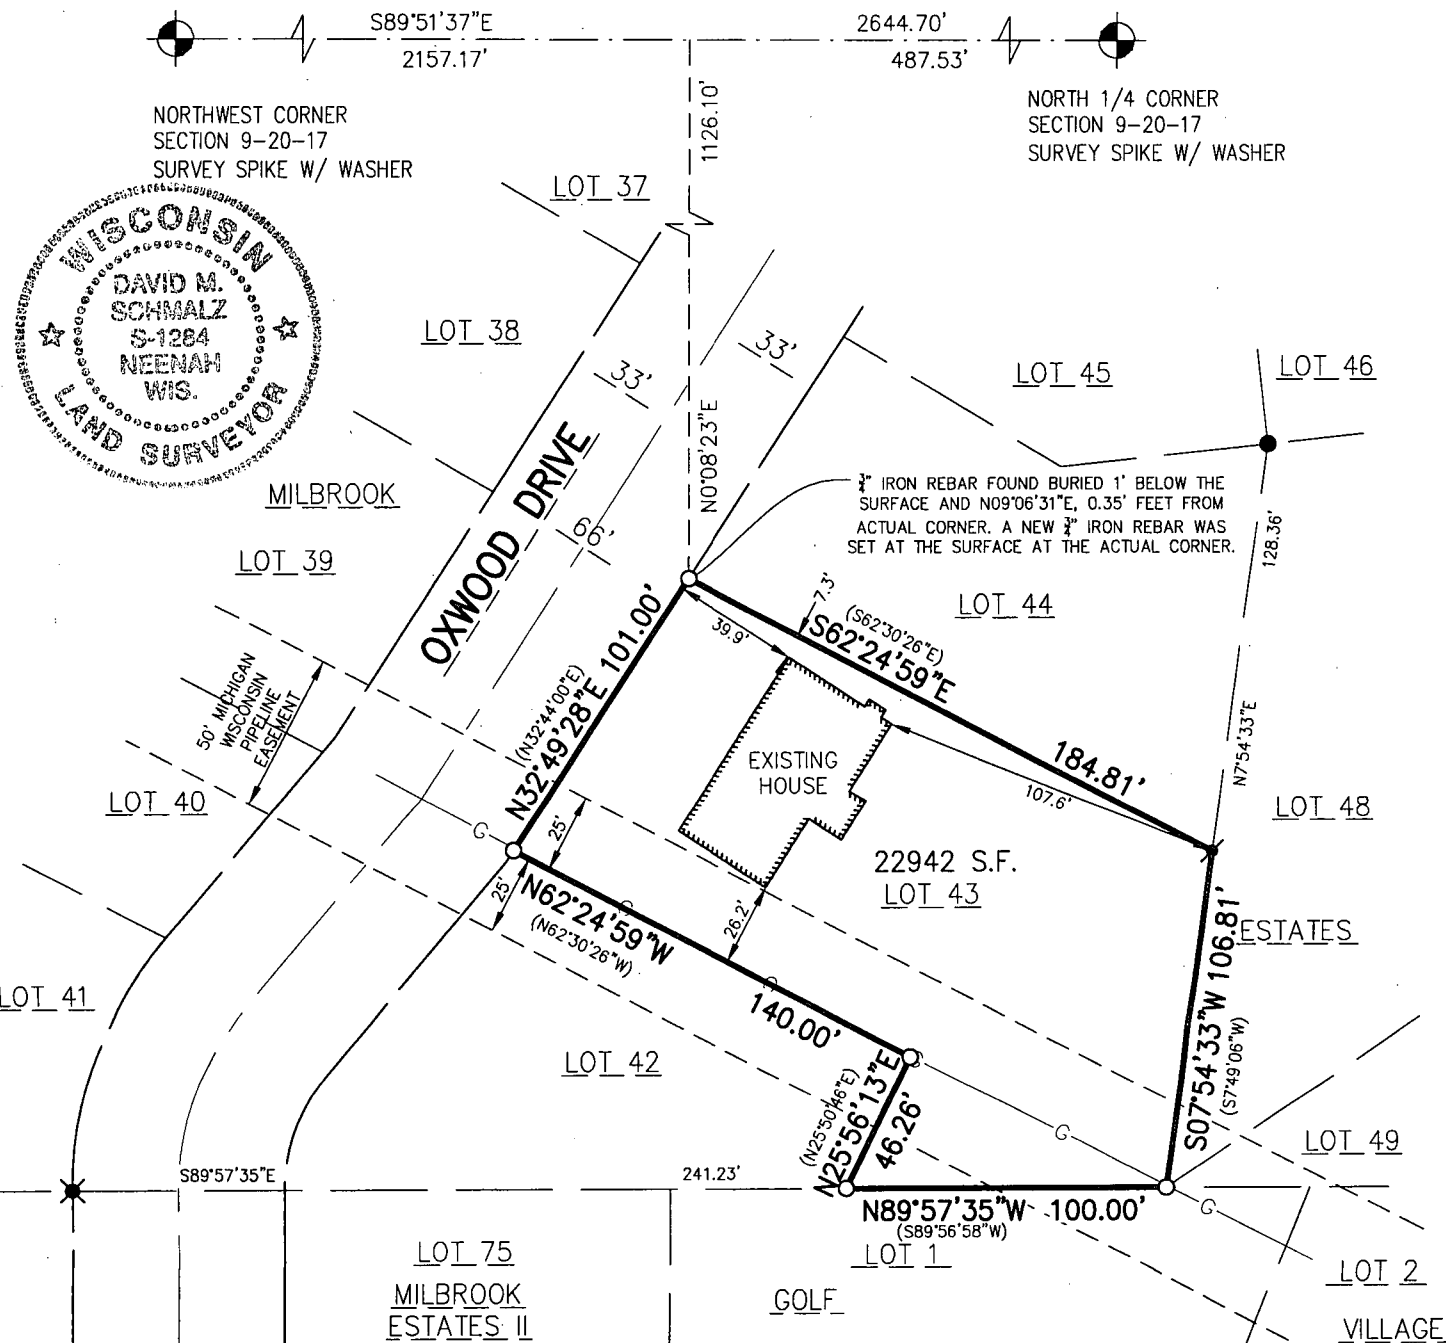 S89°51'37"E
2644.70'
2157.17'
487.53'
NORTHWEST CORNER
SECTION 9-20-17
SURVEY SPIKE W/ WASHER
NORTH 1/4 CORNER
SECTION 9-20-17
SURVEY SPIKE W/ WASHER
1126.10'
WISCONSIN
DAVID M.
SCHMALZ
S-1284
NEENAH
WIS.
LAND SURVEYOR
LOT 37
LOT 38
33'
33'
LOT 45
LOT 46
N0°08'23"E
MILBROOK
OXWOOD DRIVE
66'
3/4" IRON REBAR FOUND BURIED 1' BELOW THE
SURFACE AND N09°06'31"E, 0.35' FEET FROM
ACTUAL CORNER. A NEW 3/4" IRON REBAR WAS
SET AT THE SURFACE AT THE ACTUAL CORNER.
128.36'
LOT 39
LOT 44
7.3'
(S62°30'26"E)
S62°24'59"E
184.81'
39.9'
N32°49'28"E 101.00'
(N32°44'00"E)
50' MICHIGAN
WISCONSIN
PIPELINE
EASEMENT
N7°54'33"E
EXISTING
HOUSE
107.6'
LOT 40
LOT 48
G
25'
25'
22942 S.F.
LOT 43
26.2'
N62°24'59"W
(N62°30'26"W)
140.00'
G
G
ESTATES
S07°54'33"W 106.81'
(S7°49'06"W)
LOT 41
LOT 42
N25°56'13"E
(N25°50'46"E)
46.26'
G
G
LOT 49
S89°57'35"E
241.23'
N89°57'35"W 100.00'
(S89°56'58"W)
G
LOT 75
MILBROOK
ESTATES II
LOT 1
GOLF
LOT 2
VILLAGE